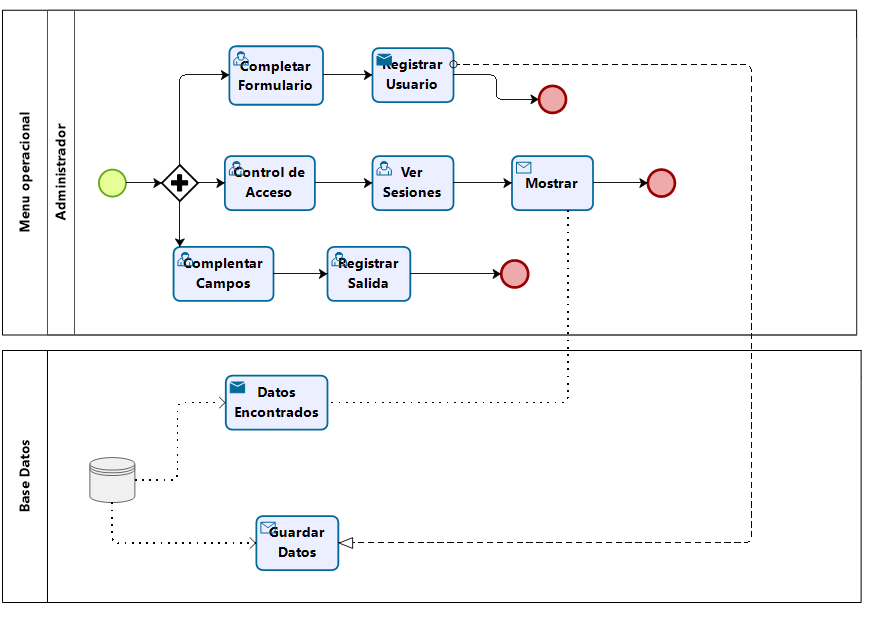 Menu operacional
Administrador
Completar
Formulario
Registrar
Usuario
Control de
Acceso
Ver
Sesiones
Mostrar
Complentar
Campos
Registrar
Salida
Base Datos
Datos
Encontrados
Guardar
Datos